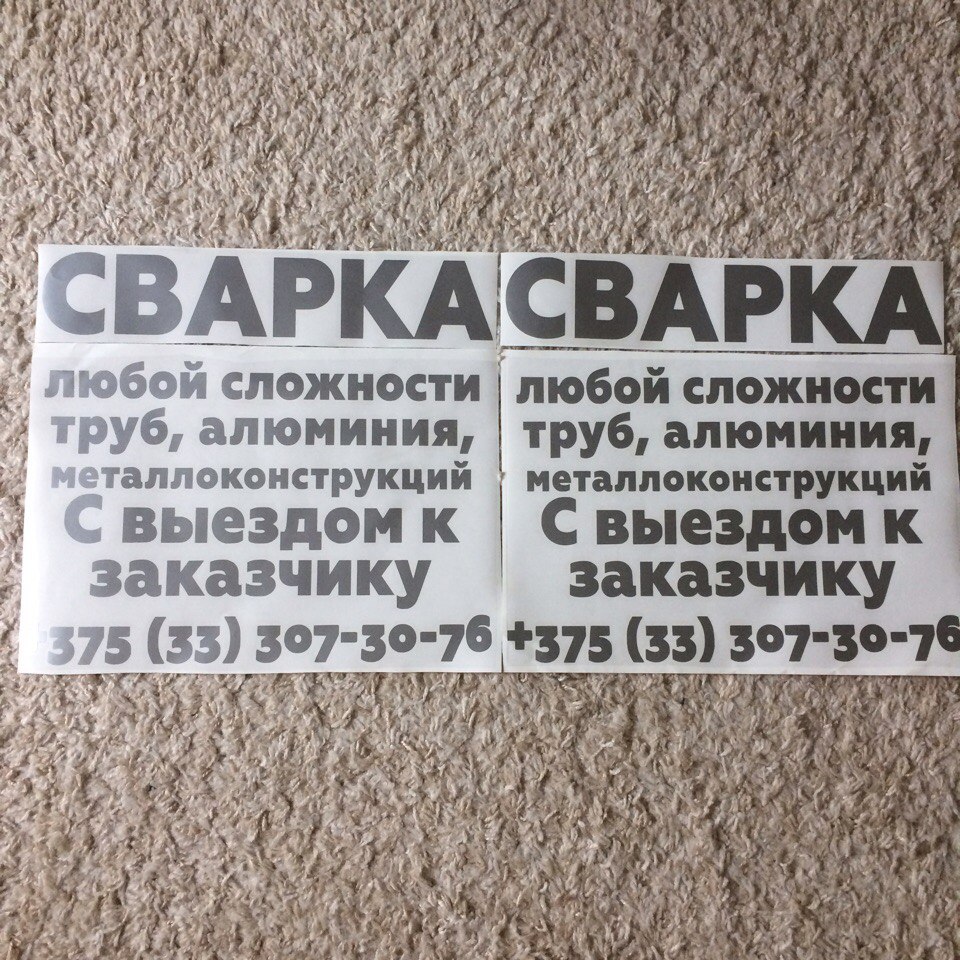 СВАРКА
любой сложности
труб, алюминия,
металлоконструкций
С выездом к
заказчику
+375 (33) 307-30-76
СВАРКА
любой сложности
труб, алюминия,
металлоконструкций
С выездом к
заказчику
+375 (33) 307-30-76